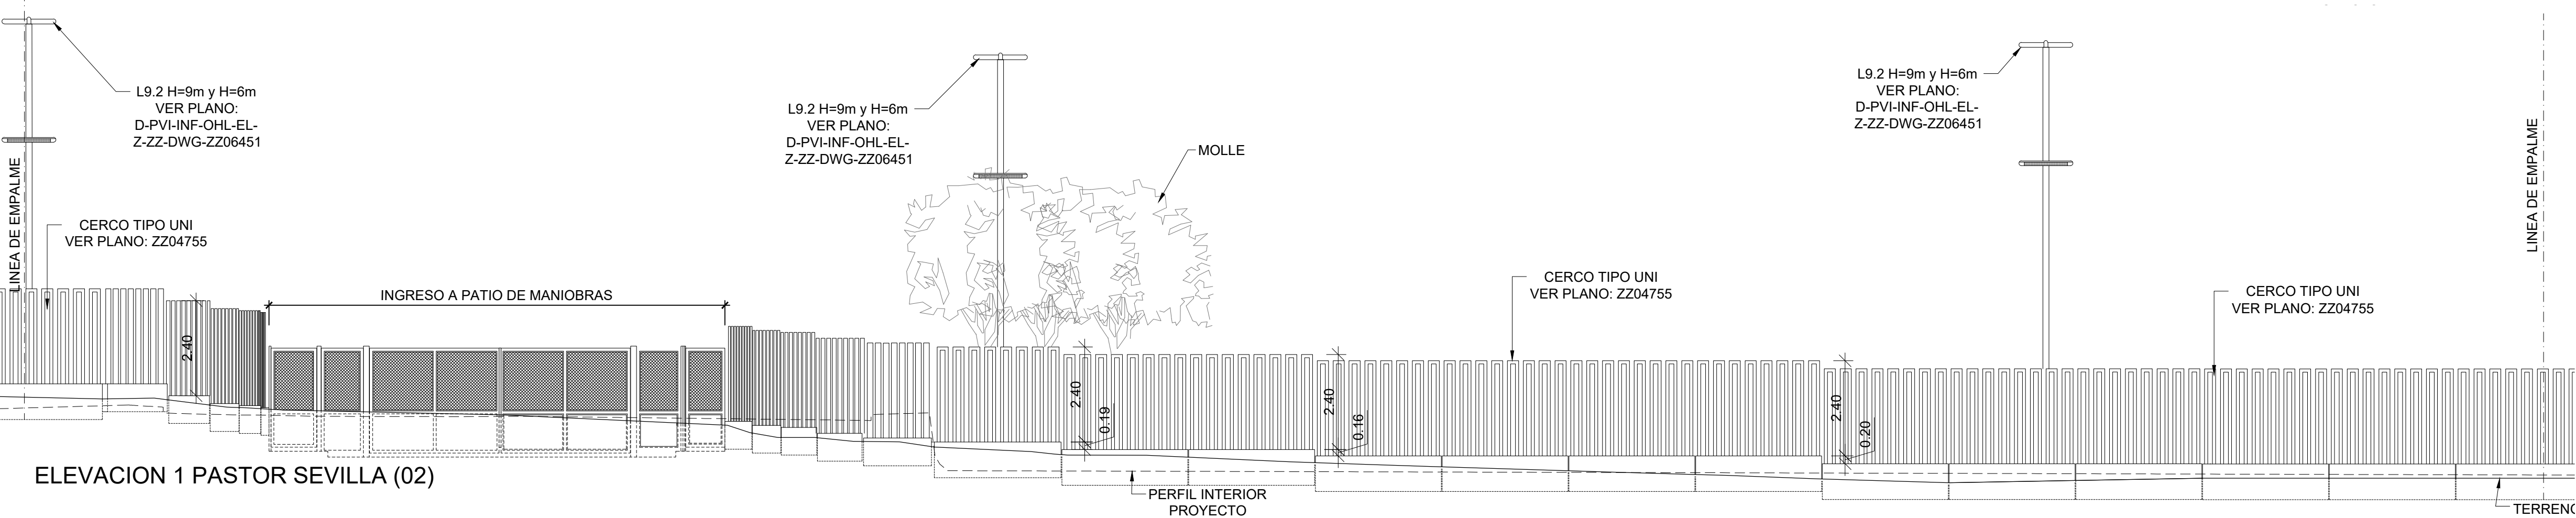 L9.2 H=9m y H=6m
VER PLANO:
D-PVI-INF-OHL-EL-
Z-ZZ-DWG-ZZ06451
LINEA DE EMPALME
CERCO TIPO UNI
VER PLANO: ZZ04755
2.40
INGRESO A PATIO DE MANIOBRAS
L9.2 H=9m y H=6m
VER PLANO:
D-PVI-INF-OHL-EL-
Z-ZZ-DWG-ZZ06451
MOLLE
2.40
0.19
2.40
0.16
CERCO TIPO UNI
VER PLANO: ZZ04755
L9.2 H=9m y H=6m
VER PLANO:
D-PVI-INF-OHL-EL-
Z-ZZ-DWG-ZZ06451
2.40
0.20
CERCO TIPO UNI
VER PLANO: ZZ04755
LINEA DE EMPALME
ELEVACION 1 PASTOR SEVILLA (02)
PERFIL INTERIOR
PROYECTO
TERRENO